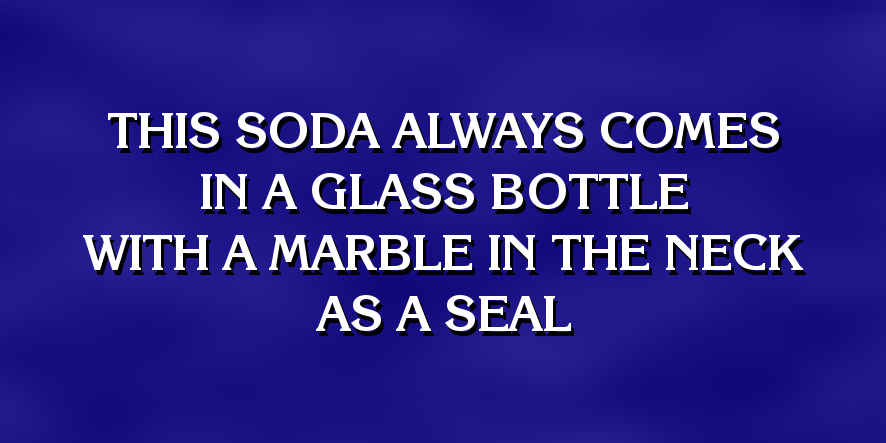 THIS SODA ALWAYS COMES
IN A GLASS BOTTLE
WITH A MARBLE IN THE NECK
AS A SEAL